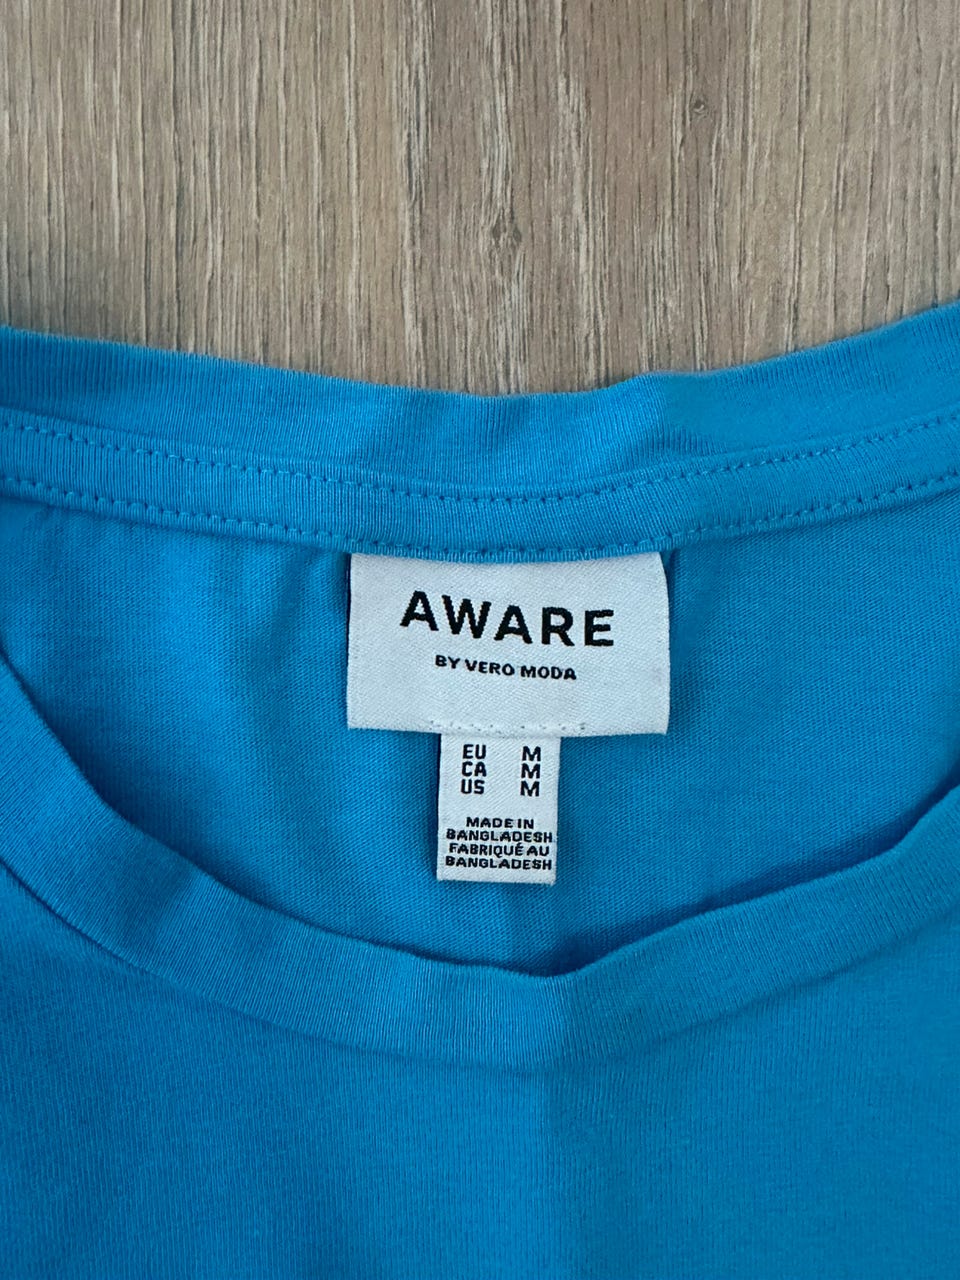 AWARE
BY VERO MODA
EU M
CA M
US M
MADE IN
BANGLADESH
FABRIQUÉ AU
BANGLADESH